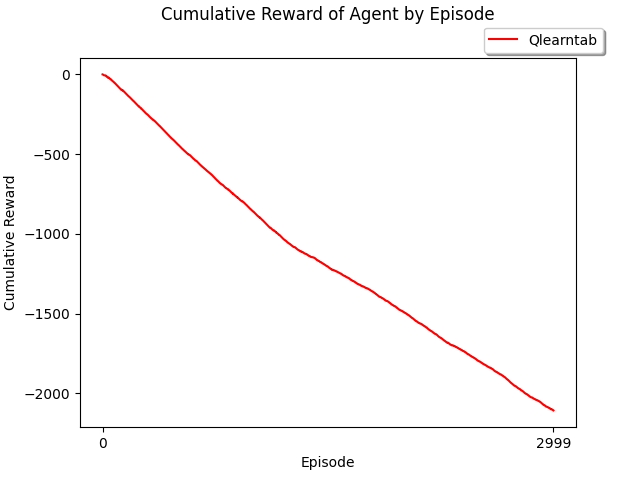 Cumulative Reward of Agent by Episode
Qlearntab
0
−500
−1000
−1500
−2000
Cumulative Reward
0
2999
Episode